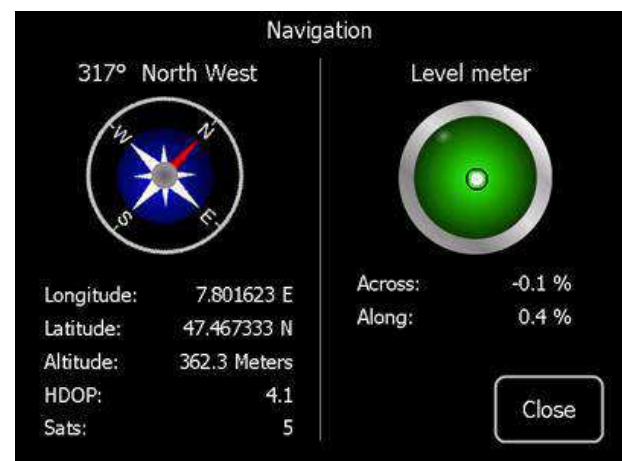 Navigation
317° North West
W N
S E
Longitude: 7.801623 E
Latitude: 47.467333 N
Altitude: 362.3 Meters
HDOP: 4.1
Sats: 5
Level meter
Across: -0.1 %
Along: 0.4 %
Close